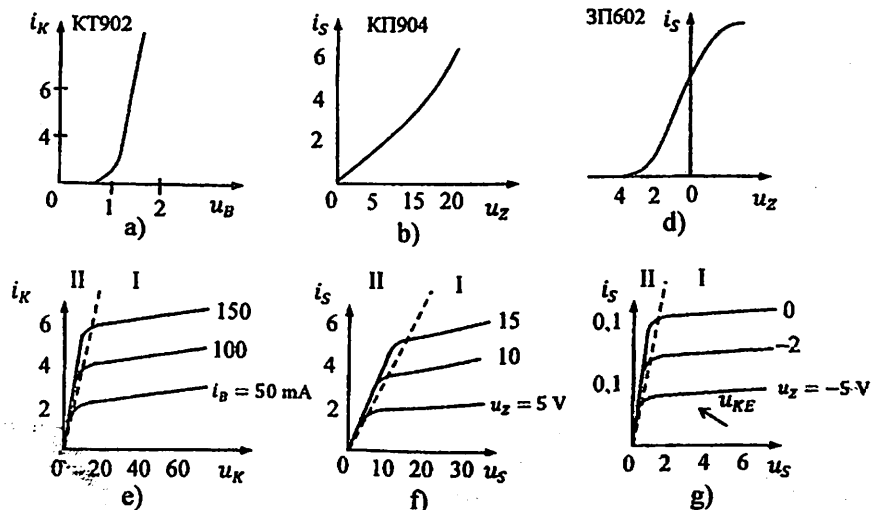 i_K КТ902
6
4
0 1 2 u_B
a)
i_S КП904
6
4
2
0 5 15 20 u_Z
b)
ЗП602 i_S
4 2 0 u_Z
d)
i_K II I
6 150
4 100
2 i_B = 50 mA
0 20 40 60 u_K
e)
i_S II I
6 15
4 10
2 u_Z = 5 V
0 10 20 30 u_S
f)
i_S II I
0,1 0
-2
0,1 u_KE u_Z = -5 V
0 2 4 6 u_S
g)